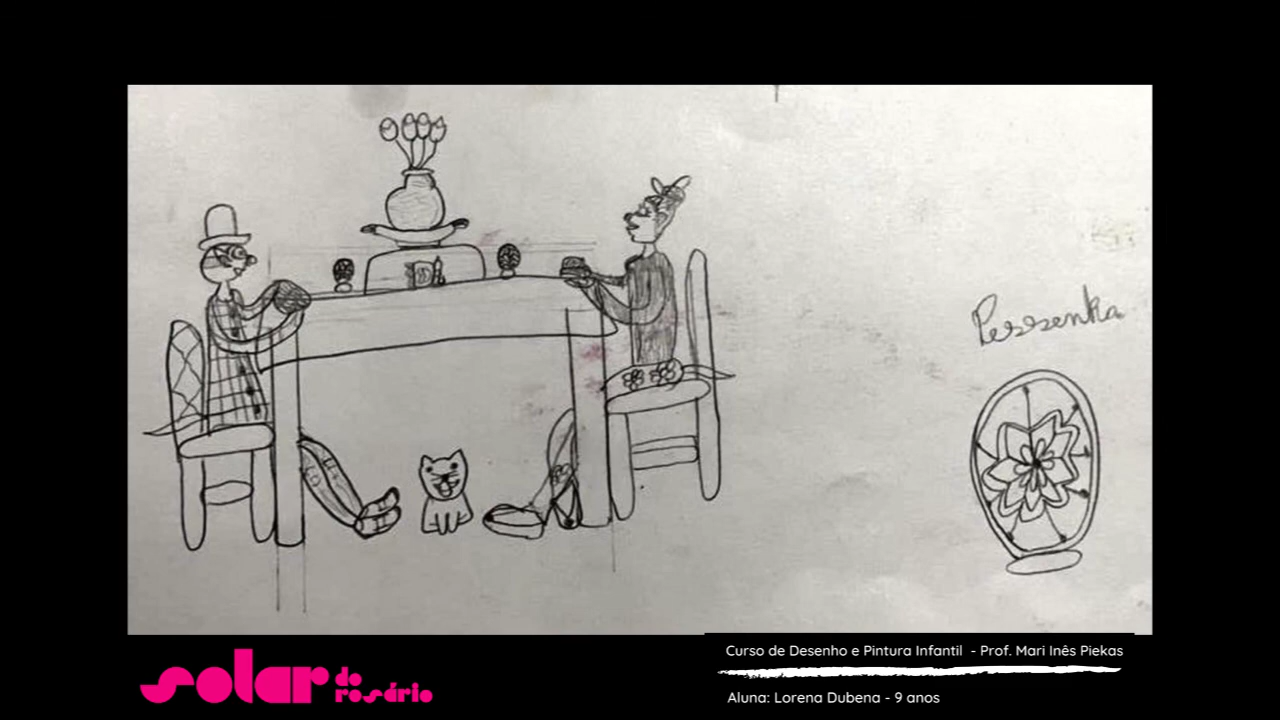 Pessenka
solar do rosário
Curso de Desenho e Pintura Infantil - Prof. Mari Inês Piekas
Aluna: Lorena Dubena - 9 anos